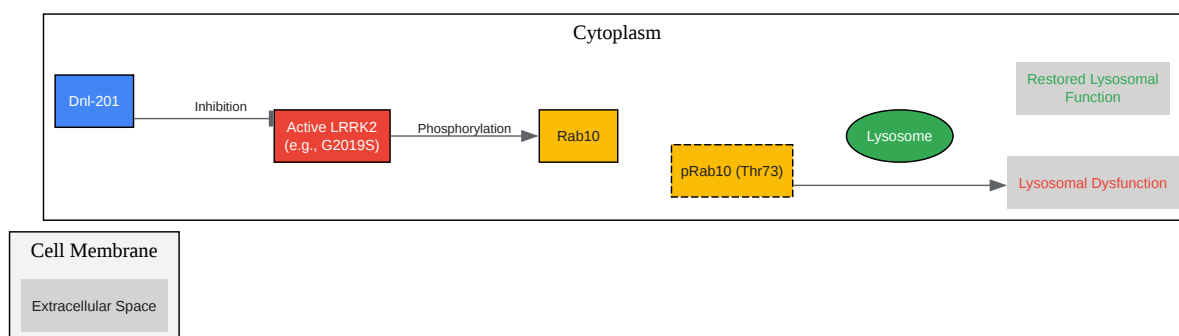 Cytoplasm
Dnl-201
Inhibition
Active LRRK2
(e.g., G2019S)
Phosphorylation
Rab10
pRab10 (Thr73)
Lysosome
Restored Lysosomal
Function
Lysosomal Dysfunction
Cell Membrane
Extracellular Space